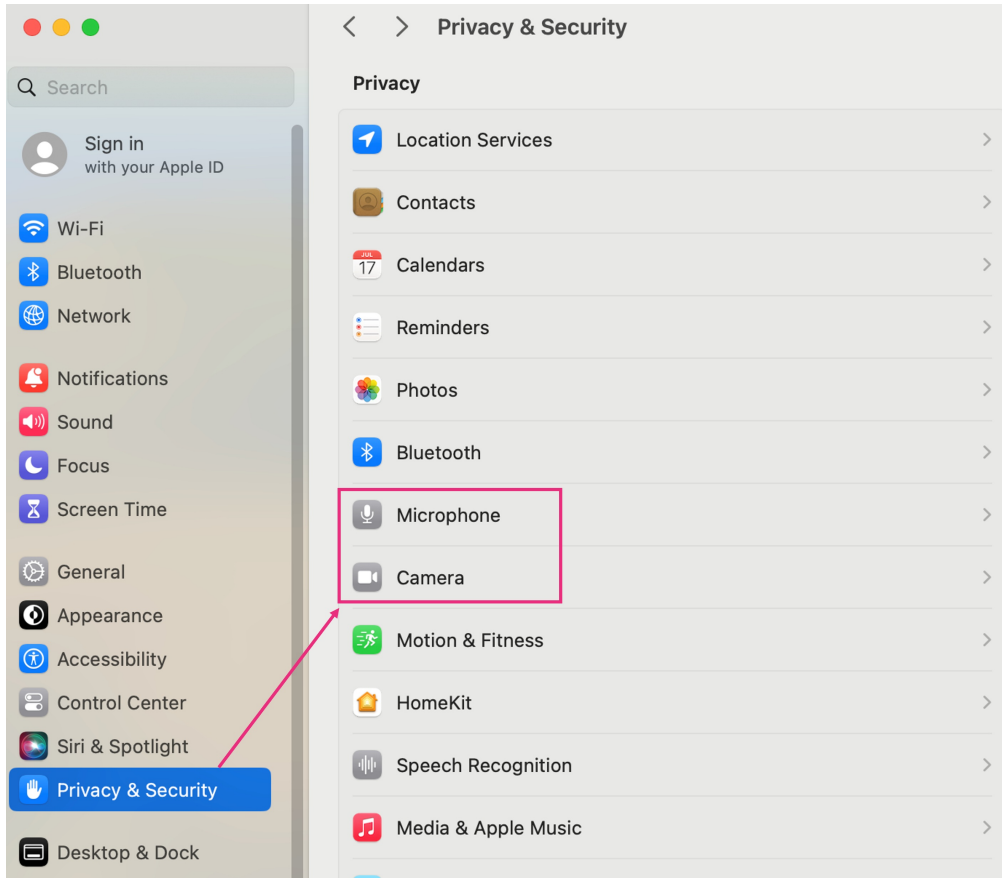 Privacy & Security
Search
Sign in
with your Apple ID
Wi-Fi
Bluetooth
Network
Notifications
Sound
Focus
Screen Time
General
Appearance
Accessibility
Control Center
Siri & Spotlight
Privacy & Security
Desktop & Dock
Privacy
Location Services
Contacts
JUL
17
Calendars
Reminders
Photos
Bluetooth
Microphone
Camera
Motion & Fitness
HomeKit
Speech Recognition
Media & Apple Music